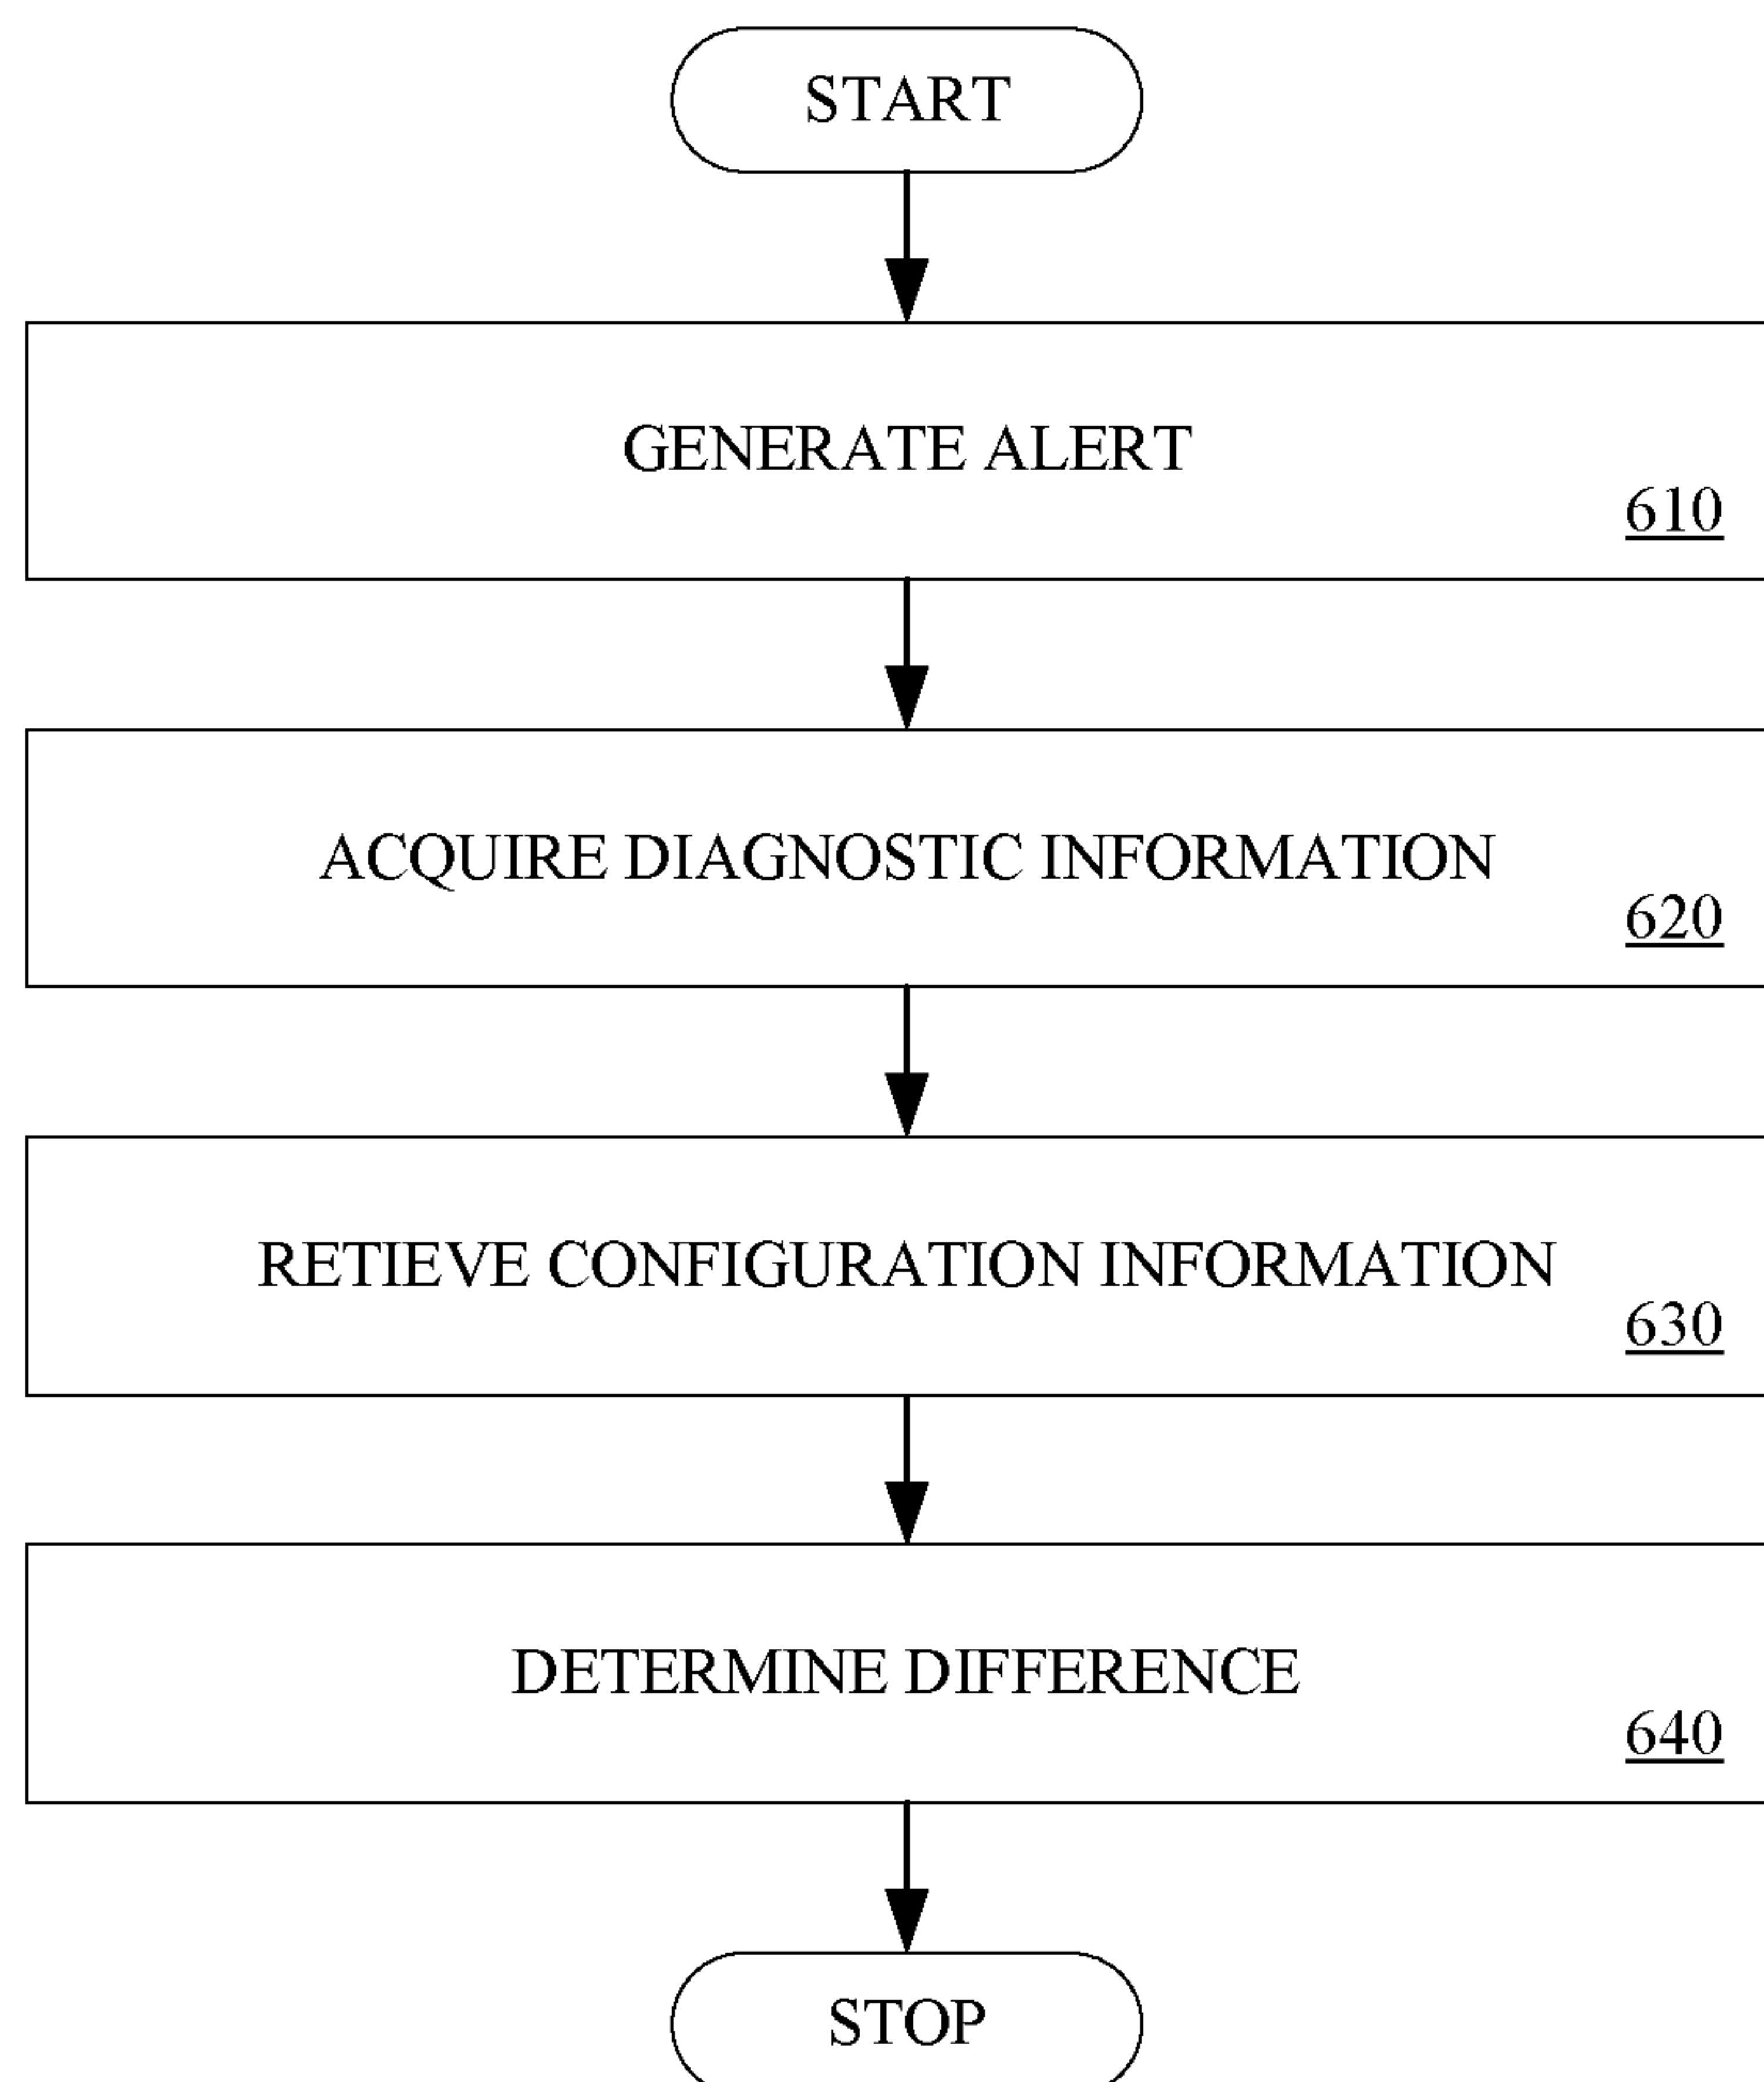 START
GENERATE ALERT
610
ACQUIRE DIAGNOSTIC INFORMATION
620
RETIEVE CONFIGURATION INFORMATION
630
DETERMINE DIFFERENCE
640
STOP